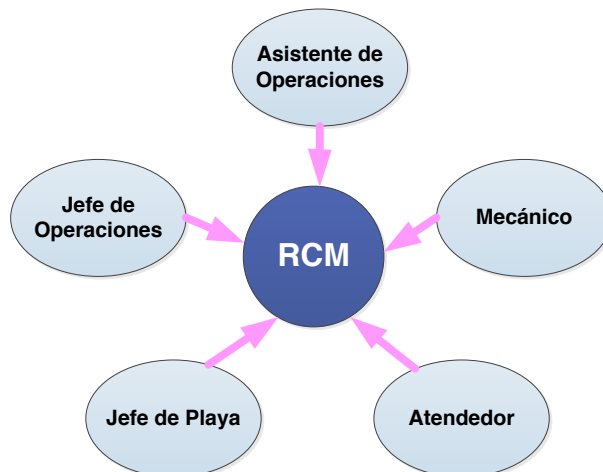 Asistente de
Operaciones
Jefe de
Operaciones
Mecánico
RCM
Jefe de Playa
Atendedor